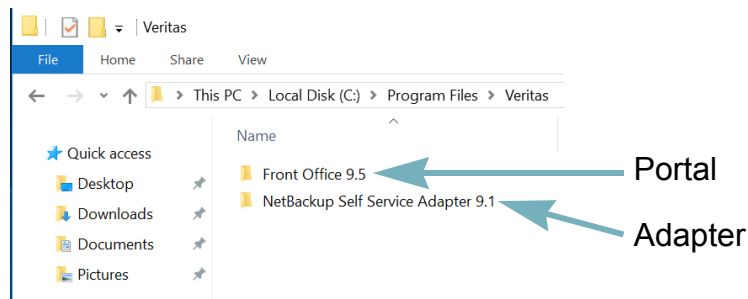 Veritas
File Home Share View
This PC > Local Disk (C:) > Program Files > Veritas
Name
Quick access
Front Office 9.5
Portal
Desktop
NetBackup Self Service Adapter 9.1
Downloads
Adapter
Documents
Pictures